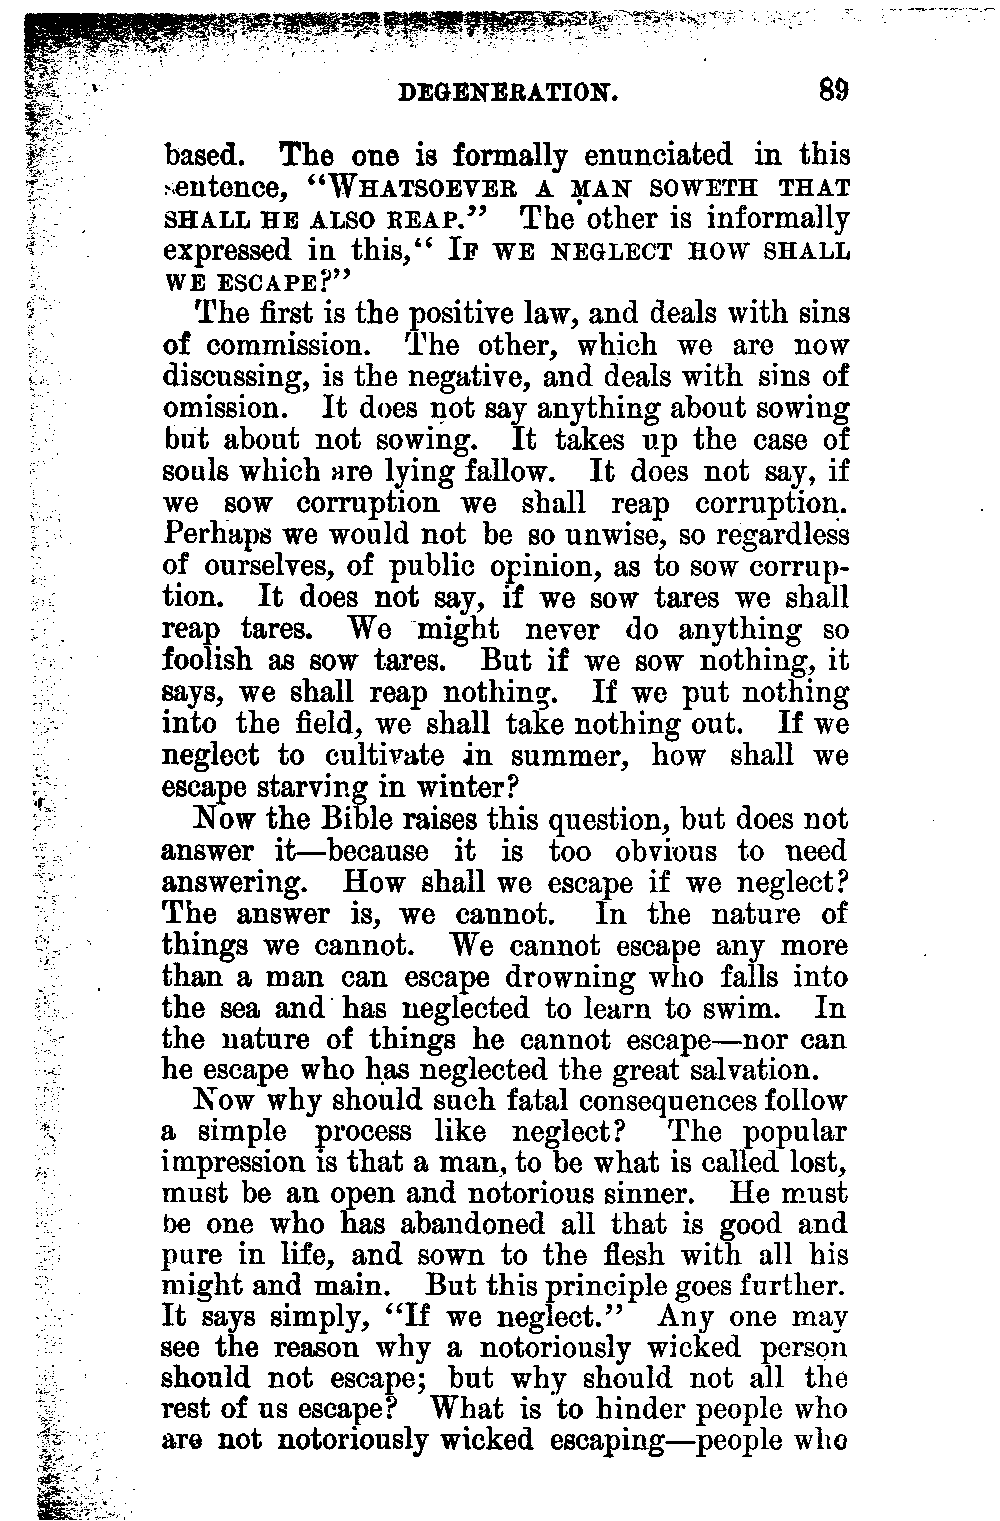 DEGENERATION. 89
based. The one is formally enunciated in this
sentence, “WHATSOEVER A MAN SOWETH THAT
SHALL HE ALSO REAP.” The other is informally
expressed in this,“ IF WE NEGLECT HOW SHALL
WE ESCAPE?”
The first is the positive law, and deals with sins
of commission. The other, which we are now
discussing, is the negative, and deals with sins of
omission. It does not say anything about sowing
but about not sowing. It takes up the case of
souls which are lying fallow. It does not say, if
we sow corruption we shall reap corruption.
Perhaps we would not be so unwise, so regardless
of ourselves, of public opinion, as to sow corrup-
tion. It does not say, if we sow tares we shall
reap tares. We might never do anything so
foolish as sow tares. But if we sow nothing, it
says, we shall reap nothing. If we put nothing
into the field, we shall take nothing out. If we
neglect to cultivate in summer, how shall we
escape starving in winter?
Now the Bible raises this question, but does not
answer it—because it is too obvious to need
answering. How shall we escape if we neglect?
The answer is, we cannot. In the nature of
things we cannot. We cannot escape any more
than a man can escape drowning who falls into
the sea and has neglected to learn to swim. In
the nature of things he cannot escape—nor can
he escape who has neglected the great salvation.
Now why should such fatal consequences follow
a simple process like neglect? The popular
impression is that a man, to be what is called lost,
must be an open and notorious sinner. He must
be one who has abandoned all that is good and
pure in life, and sown to the flesh with all his
might and main. But this principle goes further.
It says simply, “If we neglect.” Any one may
see the reason why a notoriously wicked person
should not escape; but why should not all the
rest of us escape? What is to hinder people who
are not notoriously wicked escaping—people who